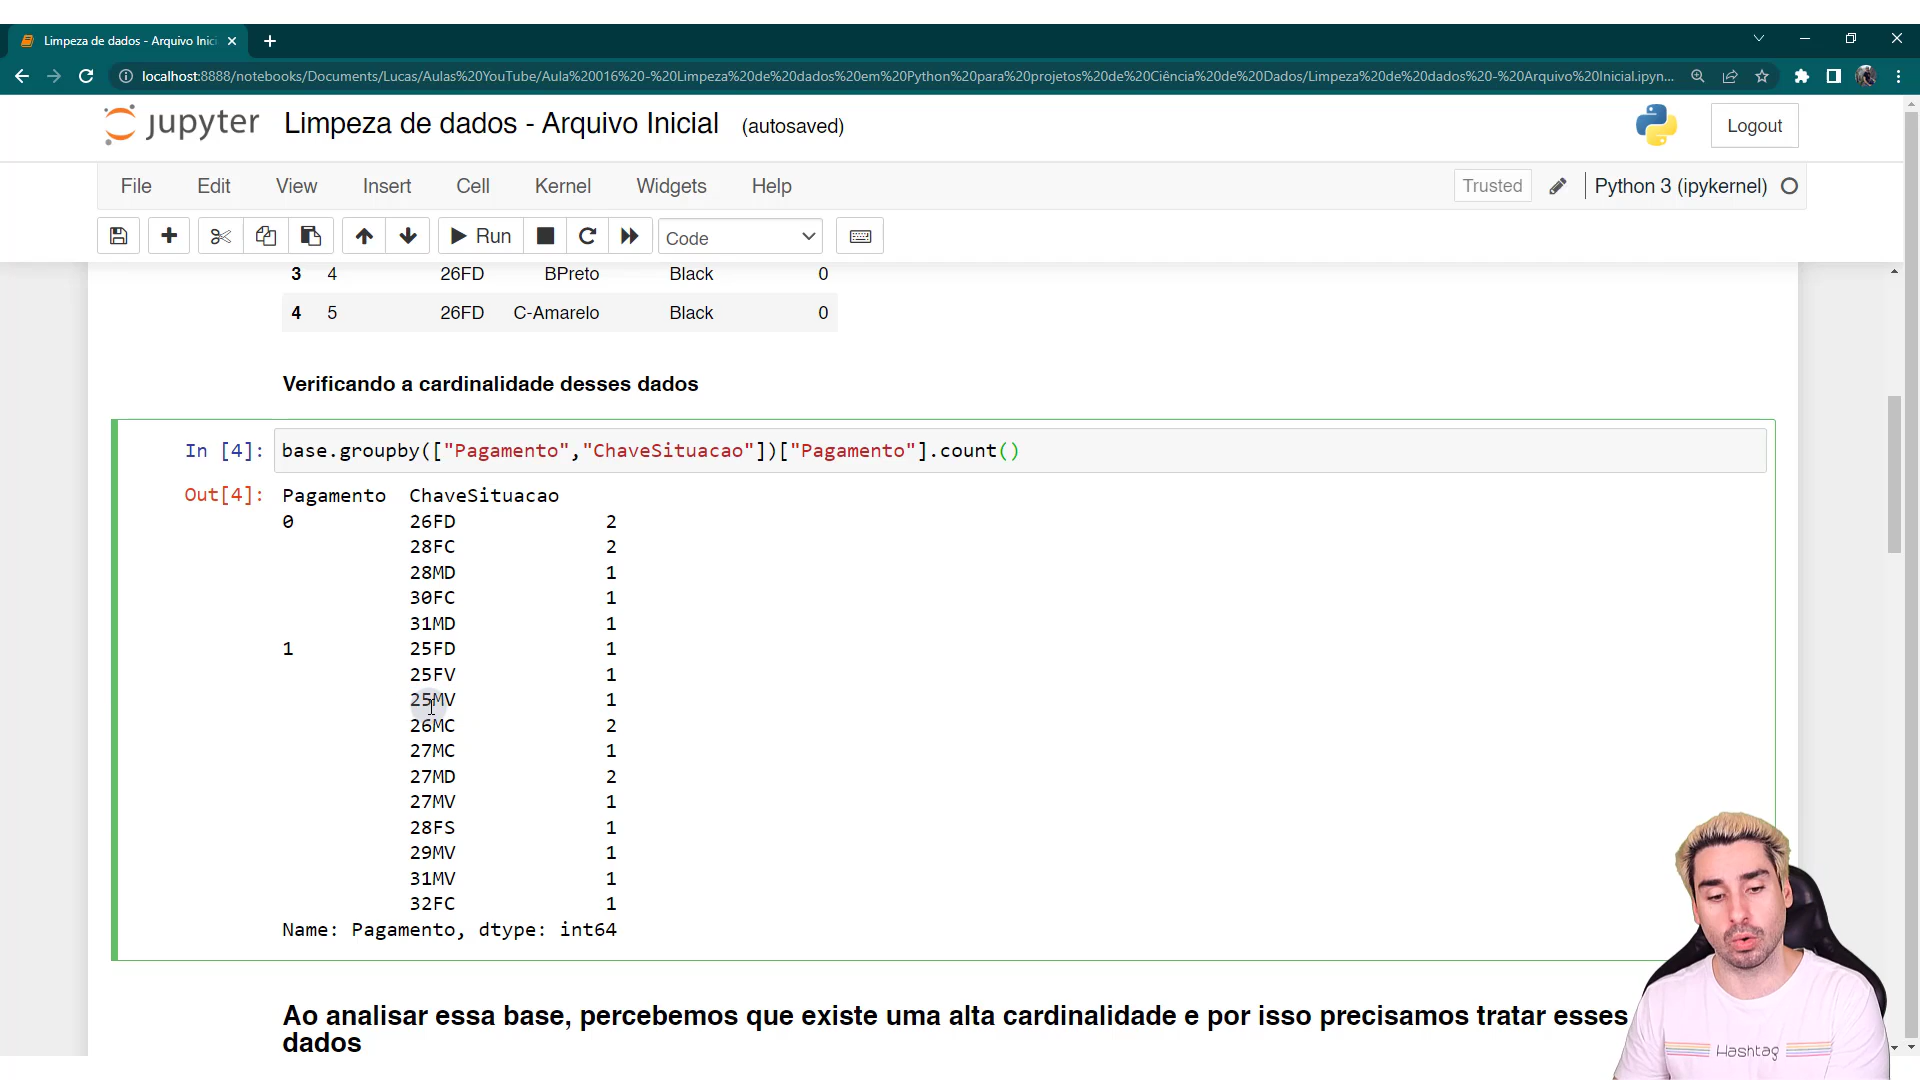 Limpeza de dados - Arquivo Inici
localhost:8888/notebooks/Documents/Lucas/Aulas%20YouTube/Aula%20016%20-%20Limpeza%20de%20dados%20em%20Python%20para%20projetos%20de%20Ciência%20de%20Dados/Limpeza%20de%20dados%20-%20Arquivo%20Inicial.ipyn...
jupyter Limpeza de dados - Arquivo Inicial (autosaved) Logout
File Edit View Insert Cell Kernel Widgets Help Trusted Python 3 (ipykernel)
Run Code
3 4 26FD BPreto Black 0
4 5 26FD C-Amarelo Black 0
Verificando a cardinalidade desses dados
In [4]: base.groupby(["Pagamento","ChaveSituacao"])["Pagamento"].count()
Out[4]: Pagamento ChaveSituacao
0 26FD 2
28FC 2
28MD 1
30FC 1
31MD 1
1 25FD 1
25FV 1
25MV 1
26MC 2
27MC 1
27MD 2
27MV 1
28FS 1
29MV 1
31MV 1
32FC 1
Name: Pagamento, dtype: int64
Ao analisar essa base, percebemos que existe uma alta cardinalidade e por isso precisamos tratar esses
dados
Hashtag